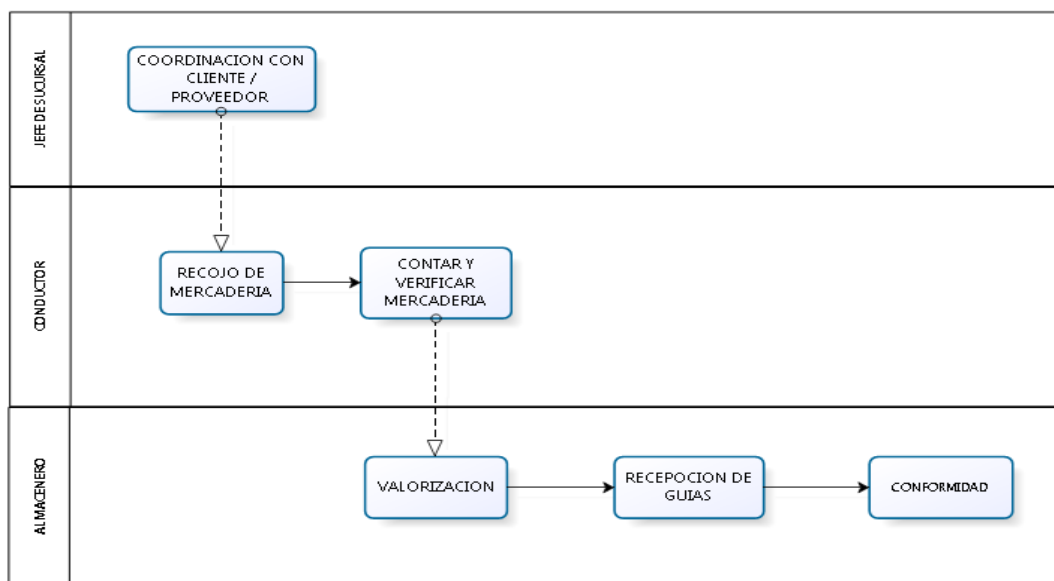 JEFE DE SUCURSAL
COORDINACION CON
CLIENTE /
PROVEEDOR
CONDUCTOR
RECOJO DE
MERCADERIA
CONTAR Y
VERIFICAR
MERCADERIA
ALMACENERO
VALORIZACION
RECEPOCION DE
GUIAS
CONFORMIDAD